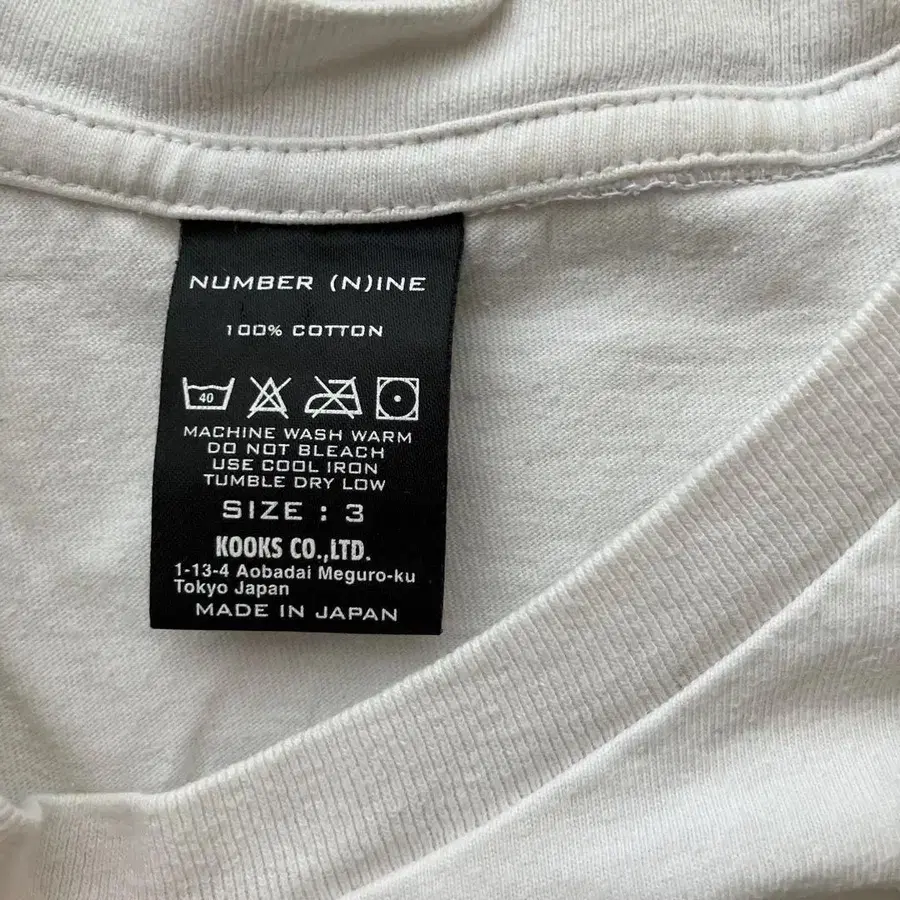 NUMBER (N)INE
100% COTTON
40
MACHINE WASH WARM
DO NOT BLEACH
USE COOL IRON
TUMBLE DRY LOW
SIZE : 3
KOOKS CO.,LTD.
1-13-4 Aobadai Meguro-ku
Tokyo Japan
MADE IN JAPAN